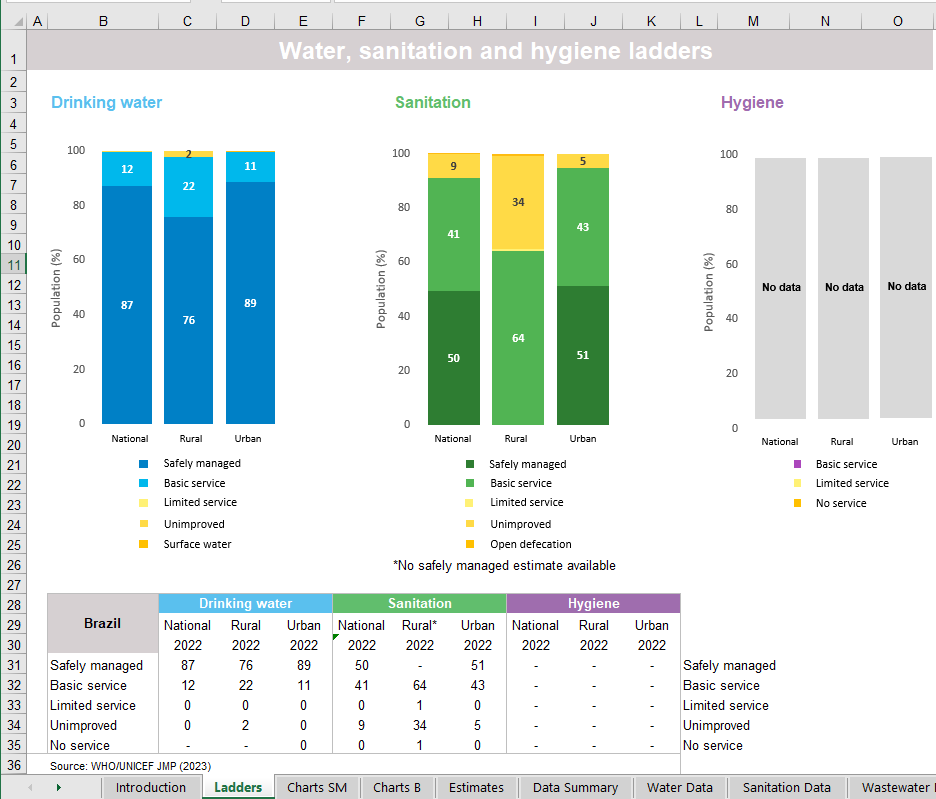 A B C D E F G H I J K L M N O
1 Water, sanitation and hygiene ladders
2
3 Drinking water Sanitation Hygiene
4
5
6
7
8
9
10
11
12
13
14
15
16
17
18
19
20
21
22
23
24
25
26
27
28
29
30
31
32
33
34
35
36
Population (%)
100
80
60
40
20
0
12 2 11
22
87 76 89
National Rural Urban
Safely managed
Basic service
Limited service
Unimproved
Surface water
Population (%)
100
80
60
40
20
0
9 34 5
41 43
50 64 51
National Rural Urban
Safely managed
Basic service
Limited service
Unimproved
Open defecation
*No safely managed estimate available
Population (%)
100
80
60
40
20
0
No data No data No data
National Rural Urban
Basic service
Limited service
No service
Brazil Drinking water Sanitation Hygiene
National Rural Urban National Rural* Urban National Rural Urban
2022 2022 2022 2022 2022 2022 2022 2022 2022
Safely managed 87 76 89 50 - 51 - - - Safely managed
Basic service 12 22 11 41 64 43 - - - Basic service
Limited service 0 0 0 0 1 0 - - - Limited service
Unimproved 0 2 0 9 34 5 - - - Unimproved
No service - - 0 0 1 0 - - - No service
Source: WHO/UNICEF JMP (2023)
Introduction Ladders Charts SM Charts B Estimates Data Summary Water Data Sanitation Data Wastewater